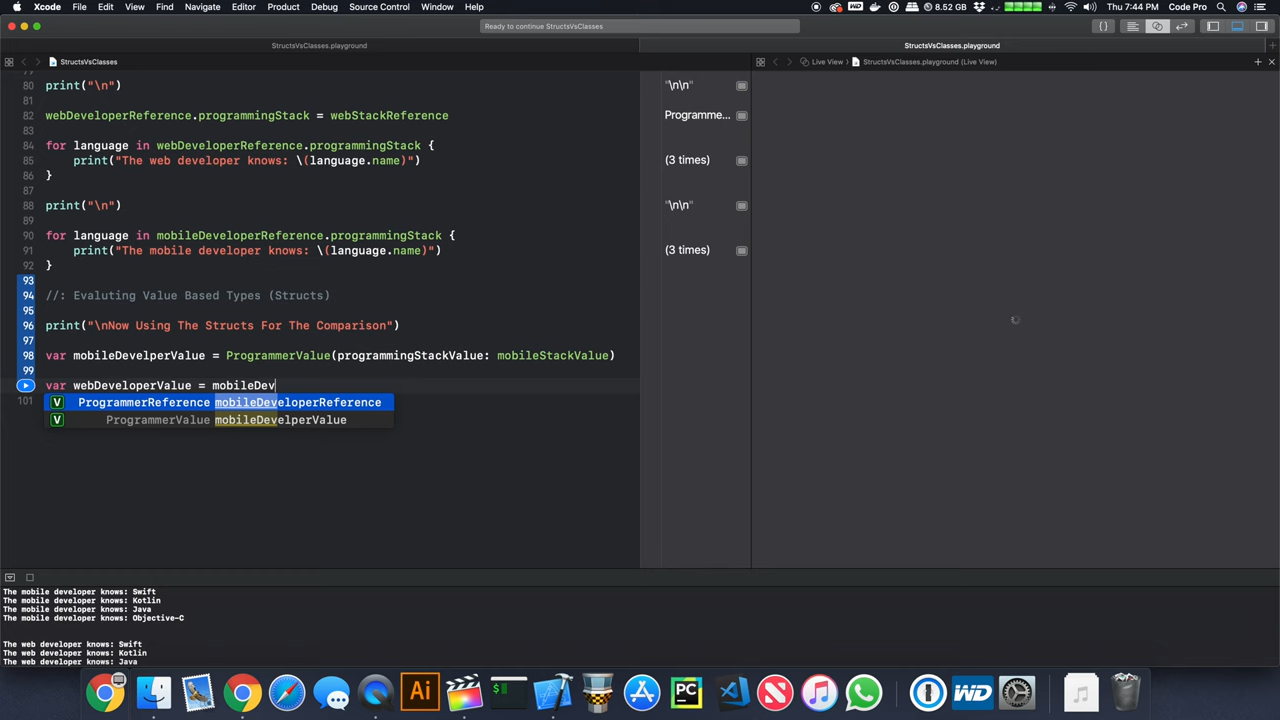 Xcode File Edit View Find Navigate Editor Product Debug Source Control Window Help 8.52 GB Thu 7:44 PM Code Pro
Ready to continue StructsVsClasses
StructsVsClasses.playground StructsVsClasses.playground
StructsVsClasses Live View StructsVsClasses.playground (Live View)
79
80 print("\n") "\n\n"
81
82 webDeveloperReference.programmingStack = webStackReference Programme...
83
84 for language in webDeveloperReference.programmingStack {
85 print("The web developer knows: \(language.name)") (3 times)
86 }
87
88 print("\n") "\n\n"
89
90 for language in mobileDeveloperReference.programmingStack {
91 print("The mobile developer knows: \(language.name)") (3 times)
92 }
93
94 //: Evaluting Value Based Types (Structs)
95
96 print("\nNow Using The Structs For The Comparison")
97
98 var mobileDevelperValue = ProgrammerValue(programmingStackValue: mobileStackValue)
99
var webDeveloperValue = mobileDev
V ProgrammerReference mobileDeveloperReference
101
V ProgrammerValue mobileDevelperValue
The mobile developer knows: Swift
The mobile developer knows: Kotlin
The mobile developer knows: Java
The mobile developer knows: Objective-C
The web developer knows: Swift
The web developer knows: Kotlin
The web developer knows: Java
Ai $ PC N WD